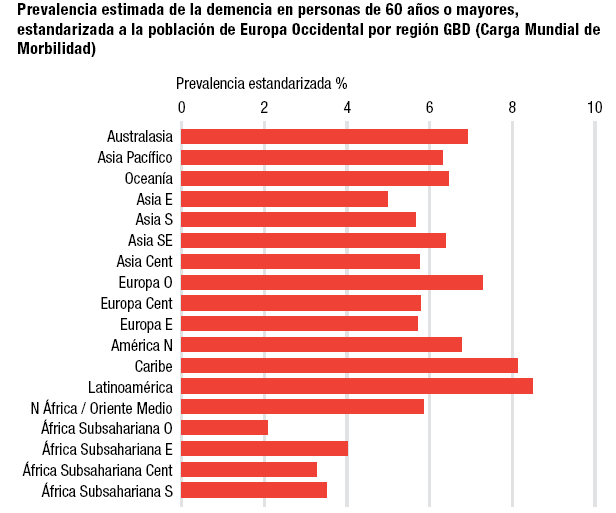 Prevalencia estimada de la demencia en personas de 60 años o mayores,
estandarizada a la población de Europa Occidental por región GBD (Carga Mundial de
Morbilidad)
Prevalencia estandarizada %
0 2 4 6 8 10
Australasia
Asia Pacífico
Oceanía
Asia E
Asia S
Asia SE
Asia Cent
Europa O
Europa Cent
Europa E
América N
Caribe
Latinoamérica
N África / Oriente Medio
África Subsahariana O
África Subsahariana E
África Subsahariana Cent
África Subsahariana S